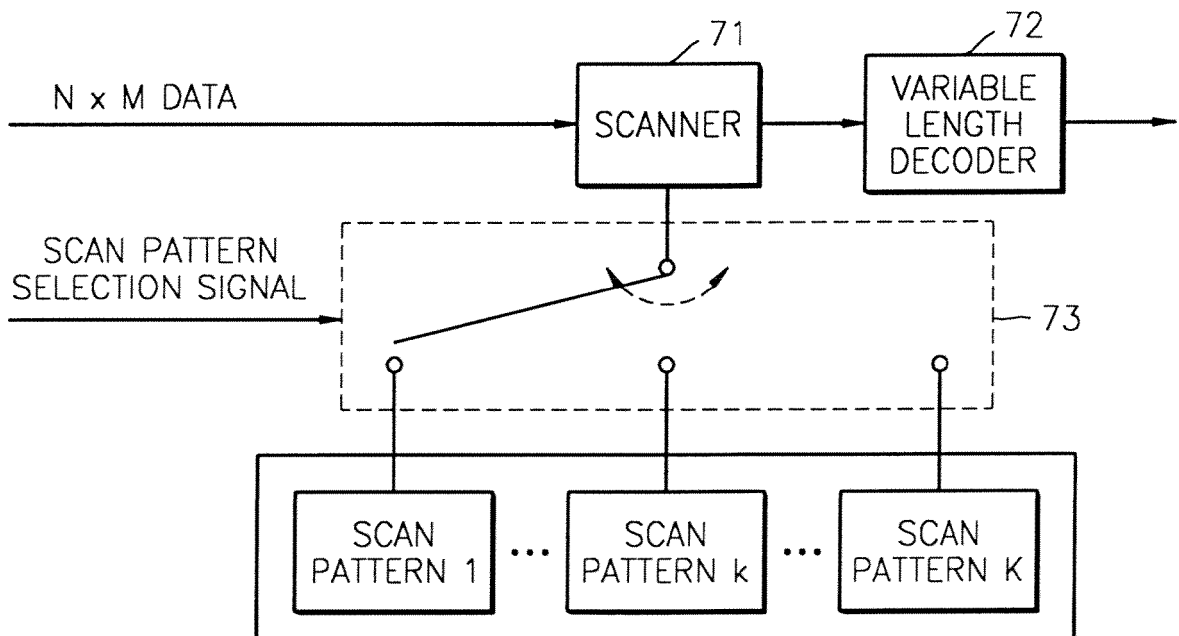 71
72
N x M DATA
SCANNER
VARIABLE
LENGTH
DECODER
SCAN PATTERN
SELECTION SIGNAL
73
SCAN
PATTERN 1
...
SCAN
PATTERN k
...
SCAN
PATTERN K